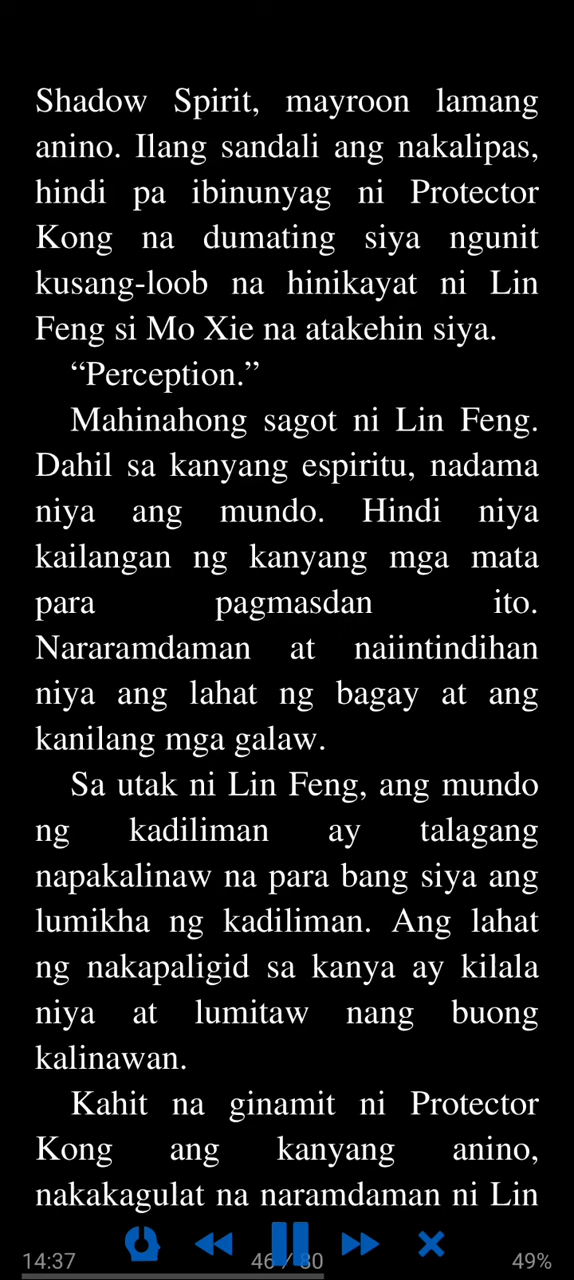 Shadow Spirit, mayroon lamang
anino. Ilang sandali ang nakalipas,
hindi pa ibinunyag ni Protector
Kong na dumating siya ngunit
kusang-loob na hinikayat ni Lin
Feng si Mo Xie na atakehin siya.
“Perception.”
Mahinahong sagot ni Lin Feng.
Dahil sa kanyang espiritu, nadama
niya ang mundo. Hindi niya
kailangan ng kanyang mga mata
para pagmasdan ito.
Nararamdaman at naiintindihan
niya ang lahat ng bagay at ang
kanilang mga galaw.
Sa utak ni Lin Feng, ang mundo
ng kadiliman ay talagang
napakalinaw na para bang siya ang
lumikha ng kadiliman. Ang lahat
ng nakapaligid sa kanya ay kilala
niya at lumitaw nang buong
kalinawan.
Kahit na ginamit ni Protector
Kong ang kanyang anino,
nakakagulat na naramdaman ni Lin
14:37 46 / 80 49%